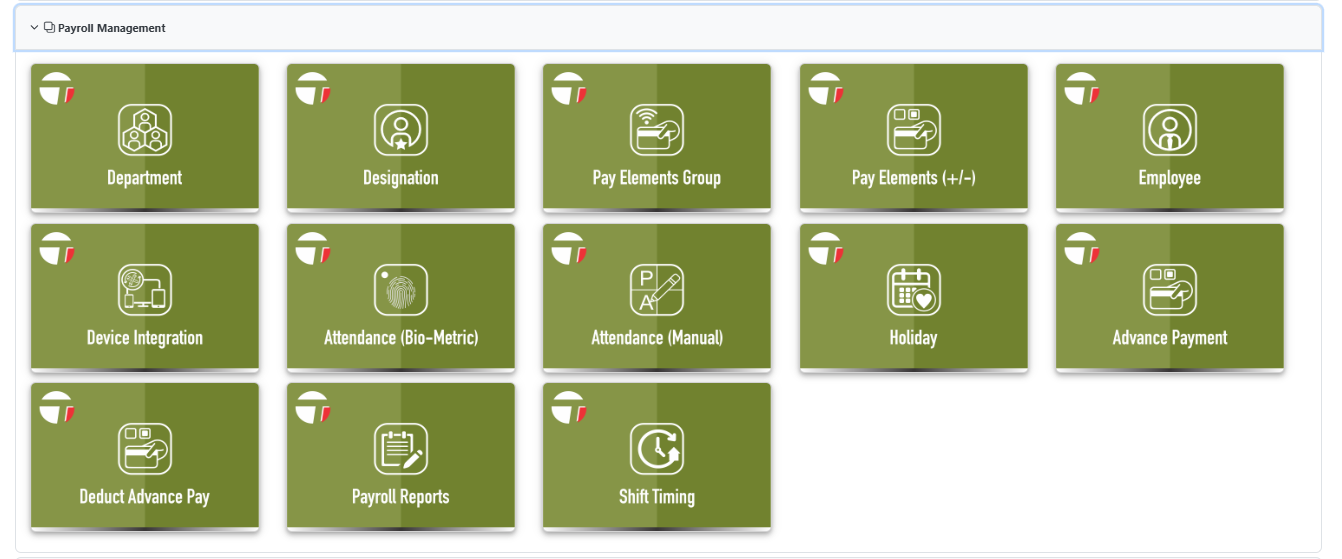 Payroll Management
Department
Designation
Pay Elements Group
Pay Elements (+/-)
Employee
Device Integration
Attendance (Bio-Metric)
P
A
Attendance (Manual)
Holiday
Advance Payment
Deduct Advance Pay
Payroll Reports
Shift Timing